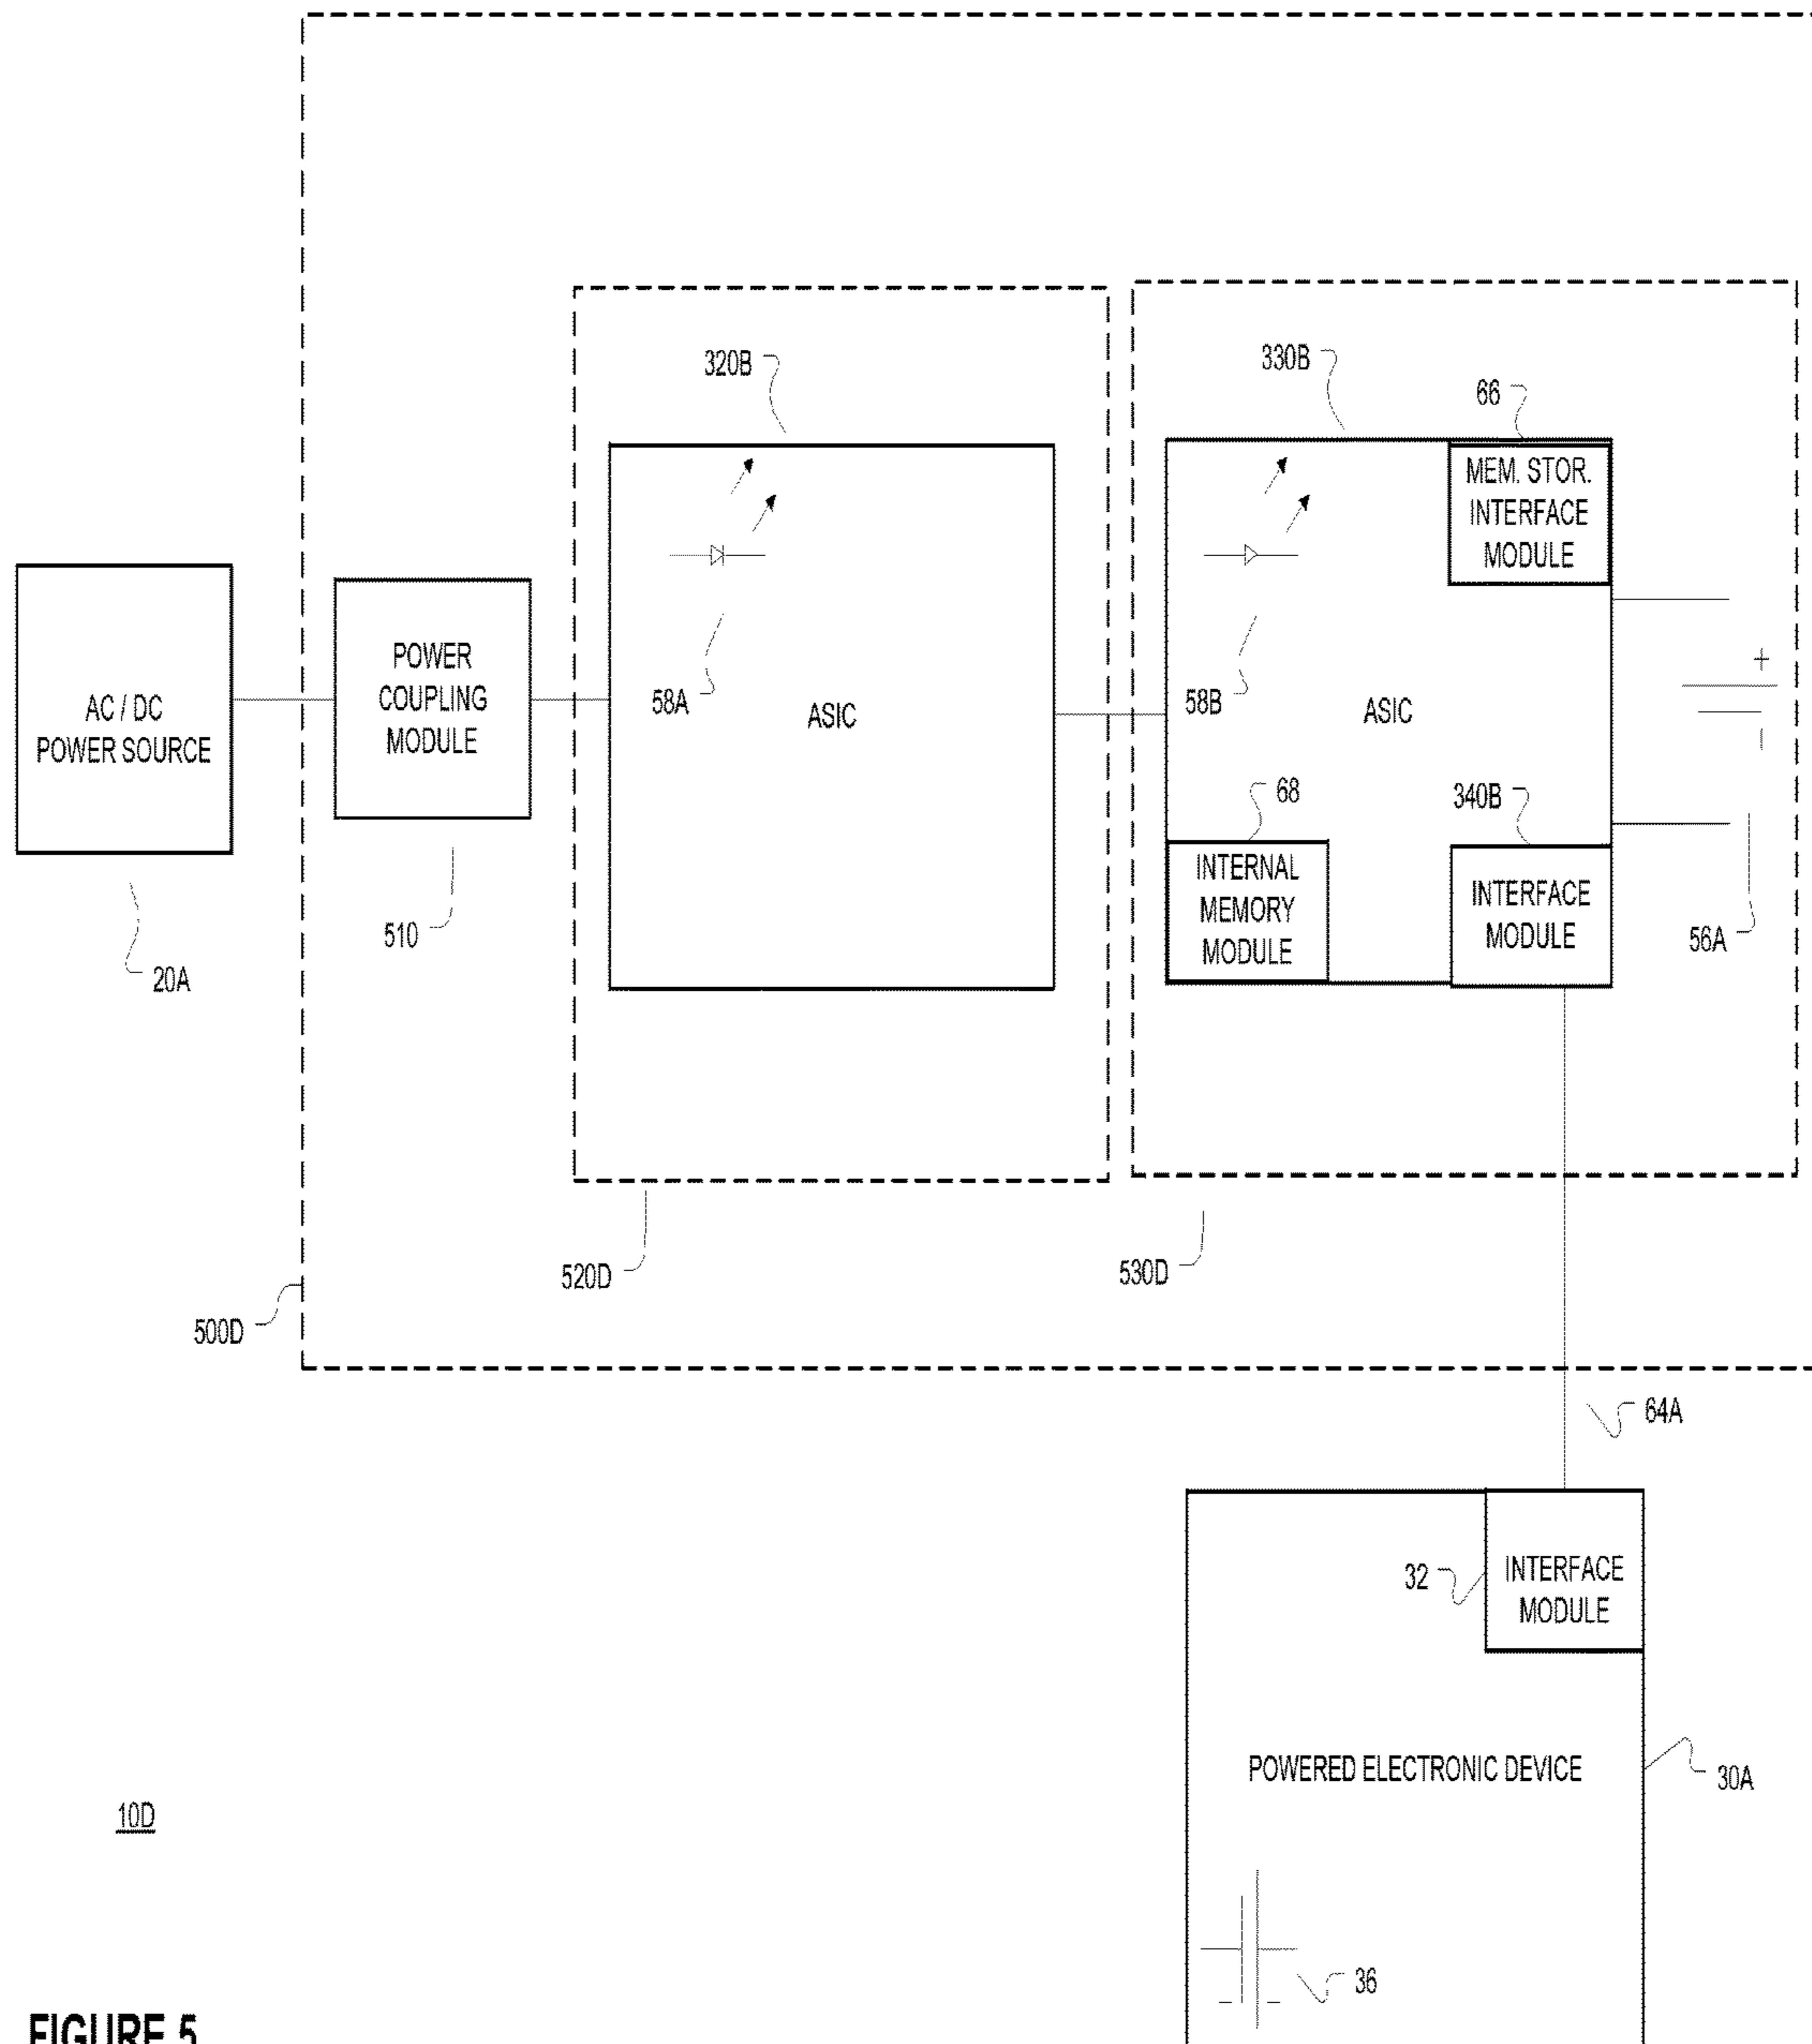 320B
330B
66
MEM. STOR.
INTERFACE
MODULE
AC / DC
POWER SOURCE
POWER
COUPLING
MODULE
58A
ASIC
58B
ASIC
+
68
340B
INTERNAL
MEMORY
MODULE
INTERFACE
MODULE
510
56A
20A
520D
530D
500D
64A
32
INTERFACE
MODULE
POWERED ELECTRONIC DEVICE
30A
10D
36
FIGURE 5